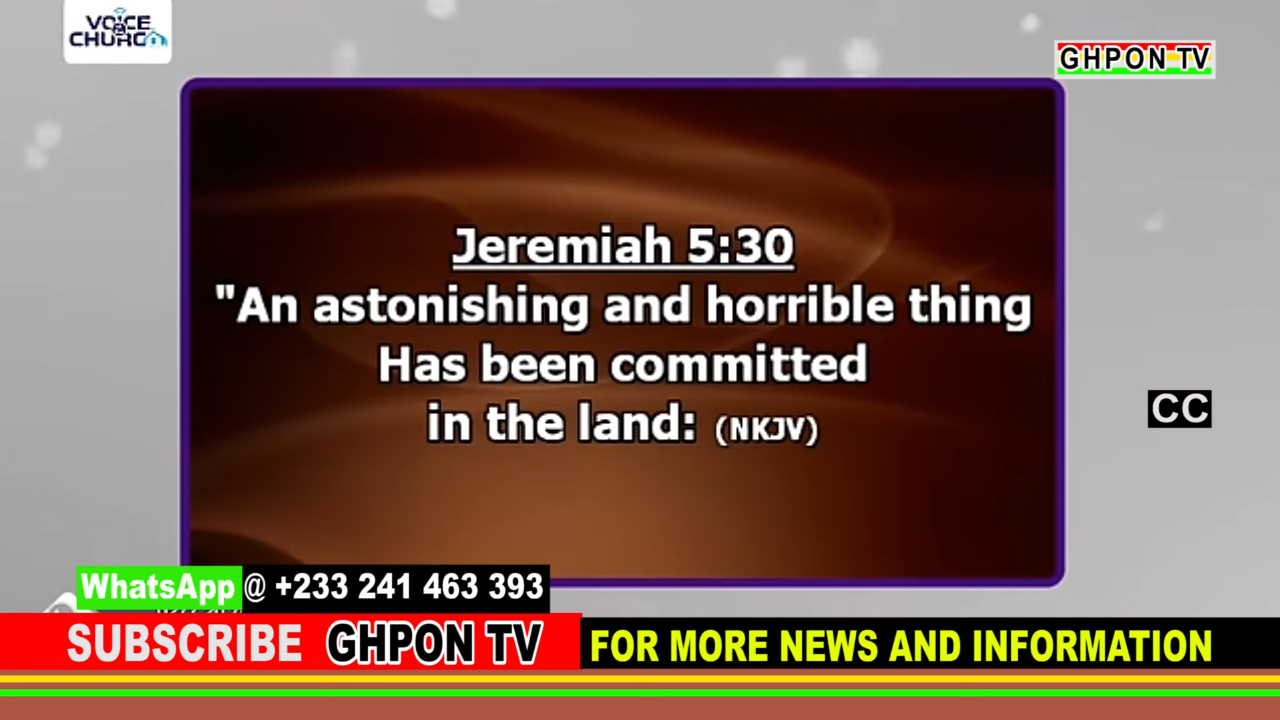 VOICE
CHURCH
GHPON TV
Jeremiah 5:30
"An astonishing and horrible thing
Has been committed
in the land: (NKJV)
CC
WhatsApp @ +233 241 463 393
SUBSCRIBE GHPON TV FOR MORE NEWS AND INFORMATION